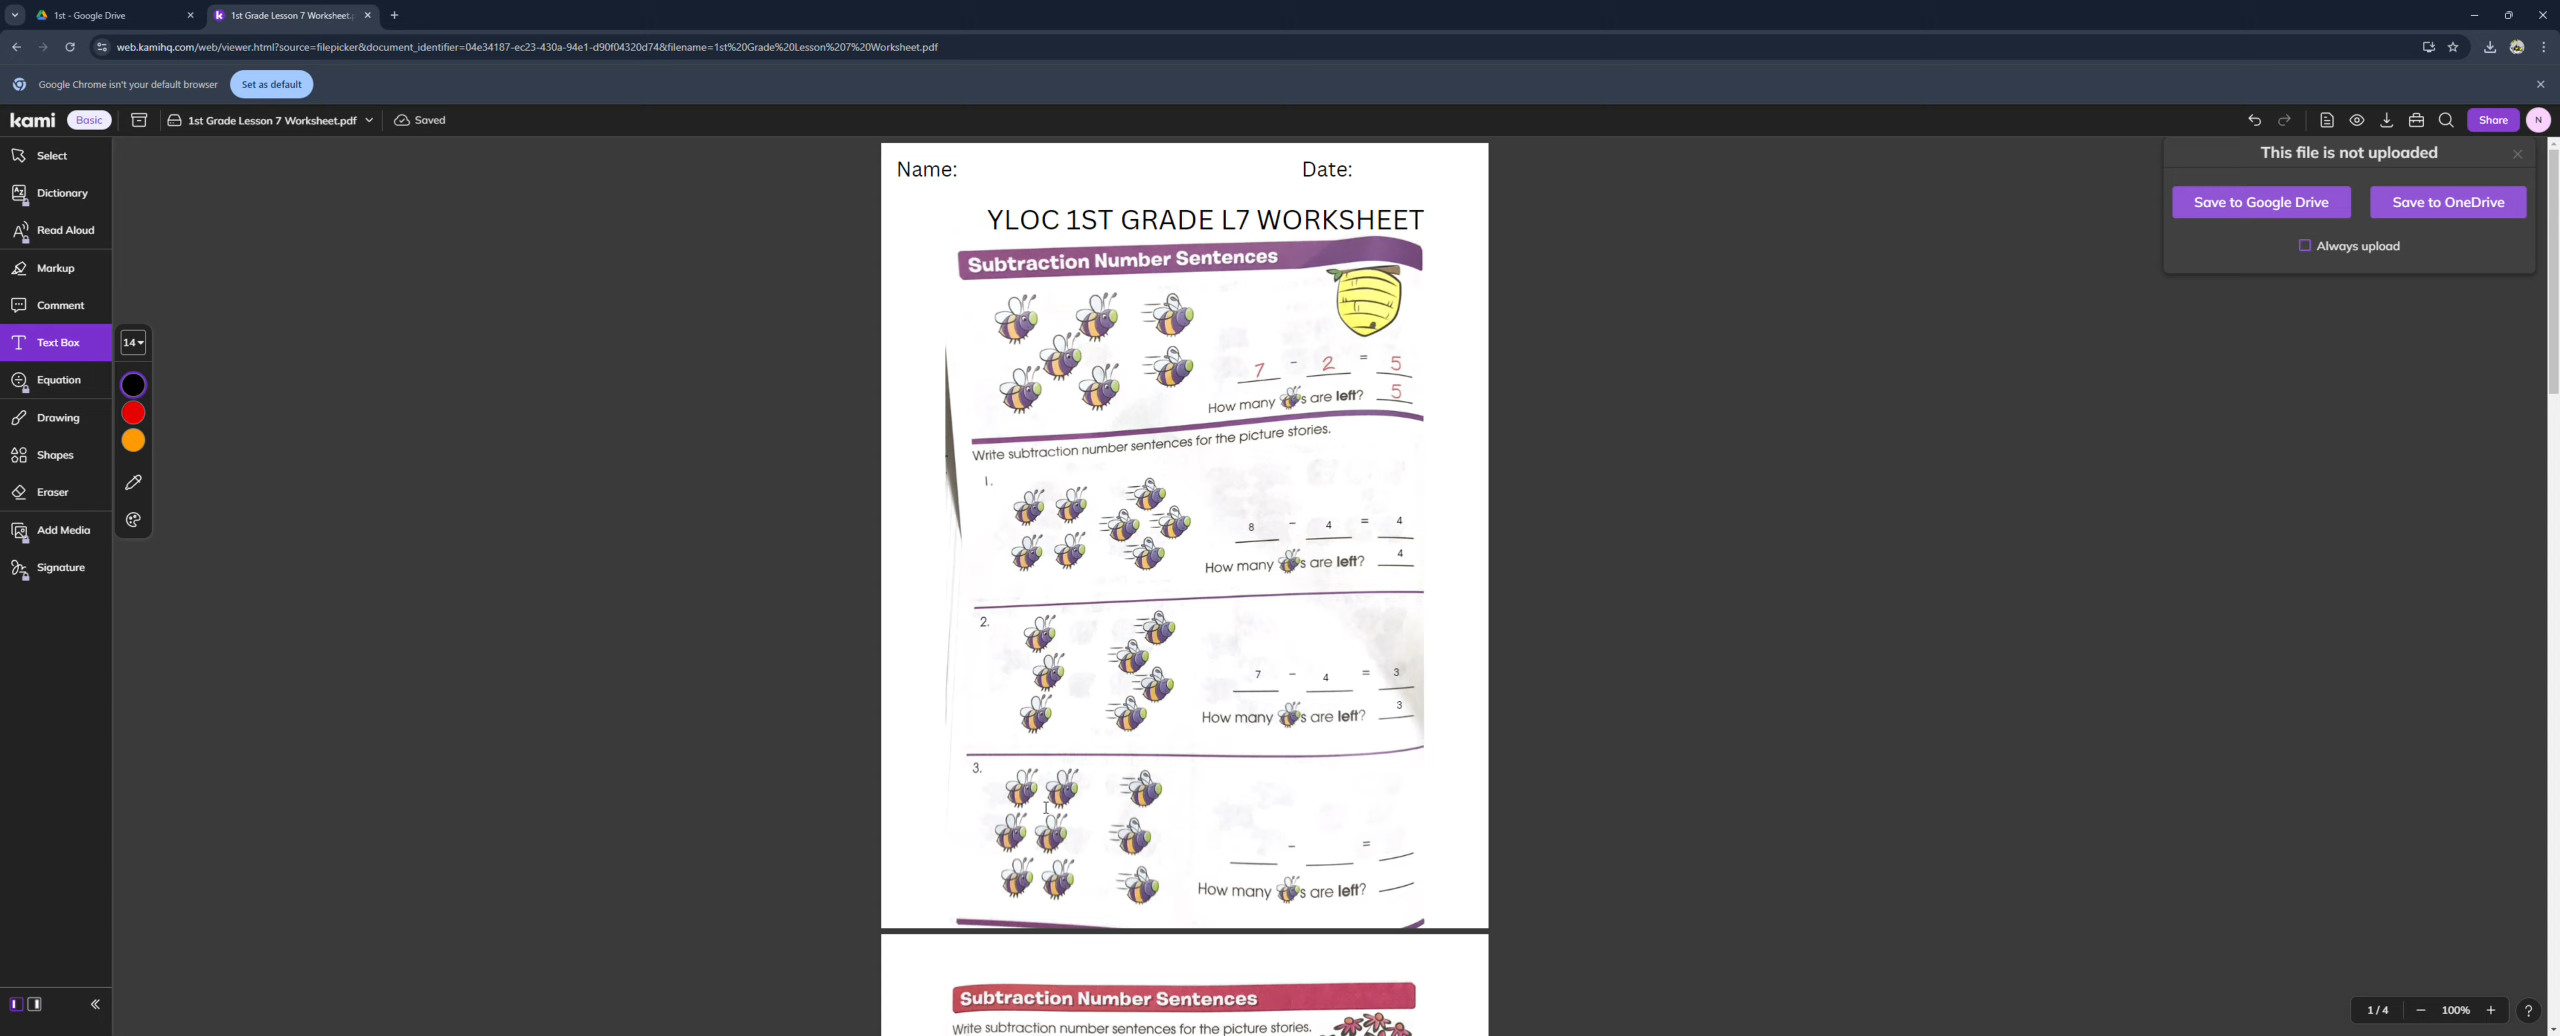 1st - Google Drive
1st Grade Lesson 7 Worksheet.
web.kamihq.com/web/viewer.html?source=filepicker&document_identifier=04e34187-ec23-430a-94e1-d90f04320d74&filename=1st%20Grade%20Lesson%207%20Worksheet.pdf
Google Chrome isn't your default browser
Set as default
kami
Basic
1st Grade Lesson 7 Worksheet.pdf
Saved
Share
N
Select
Dictionary
Read Aloud
Markup
Comment
Text Box
Equation
Drawing
Shapes
Eraser
Add Media
Signature
14
This file is not uploaded
Save to Google Drive
Save to OneDrive
Always upload
Name: Date:
YLOC 1ST GRADE L7 WORKSHEET
Subtraction Number Sentences
7 - 2 = 5
How many s are left? 5
Write subtraction number sentences for the picture stories.
1.
8 - 4 = 4
How many s are left? 4
2.
7 - 4 = 3
How many s are left? 3
3.
- =
How many s are left?
Subtraction Number Sentences
Write subtraction number sentences for the picture stories.
1 / 4
100%